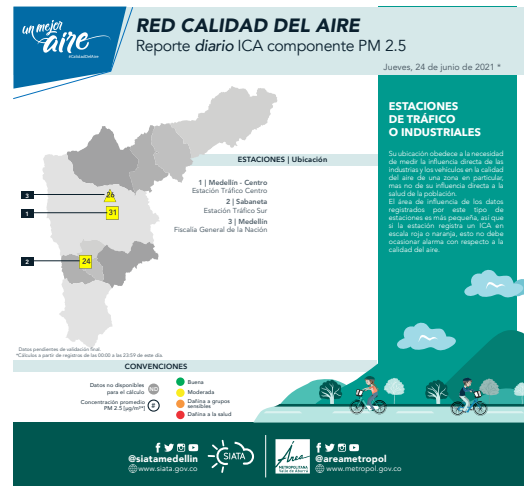 un mejor
aire
#CalidadDelAire
RED CALIDAD DEL AIRE
Reporte diario ICA componente PM 2.5
Jueves, 24 de junio de 2021 *
ESTACIONES
DE TRÁFICO
O INDUSTRIALES
Su ubicación obedece a la necesidad
de medir la influencia directa de las
industrias y los vehículos en la calidad
del aire de una zona en particular,
mas no de su influencia directa a la
salud de la población.
El área de influencia de los datos
registrados por este tipo de
estaciones es más pequeña, así que
si la estación registra un ICA en
escala roja o naranja, esto no debe
ocasionar alarma con respecto a la
calidad del aire.
ESTACIONES | Ubicación
1 | Medellín - Centro
Estación Tráfico Centro
2 | Sabaneta
Estación Tráfico Sur
3 | Medellín
Fiscalia General de la Nación
3
26
1
31
2
24
Datos pendientes de validación final.
*Cálculos a partir de registros de las 00:00 a las 23:59 de este día.
CONVENCIONES
Datos no disponibles
para el cálculo
ND
Concentración promedio
PM 2.5 [µg/m³*]
#
Buena
Moderada
Dañina a grupos
sensibles
Dañina a la salud
@siatamedellin
www.siata.gov.co
SIATA
Área
METROPOLITANA
Valle de Aburrá
@areametropol
www.metropol.gov.co